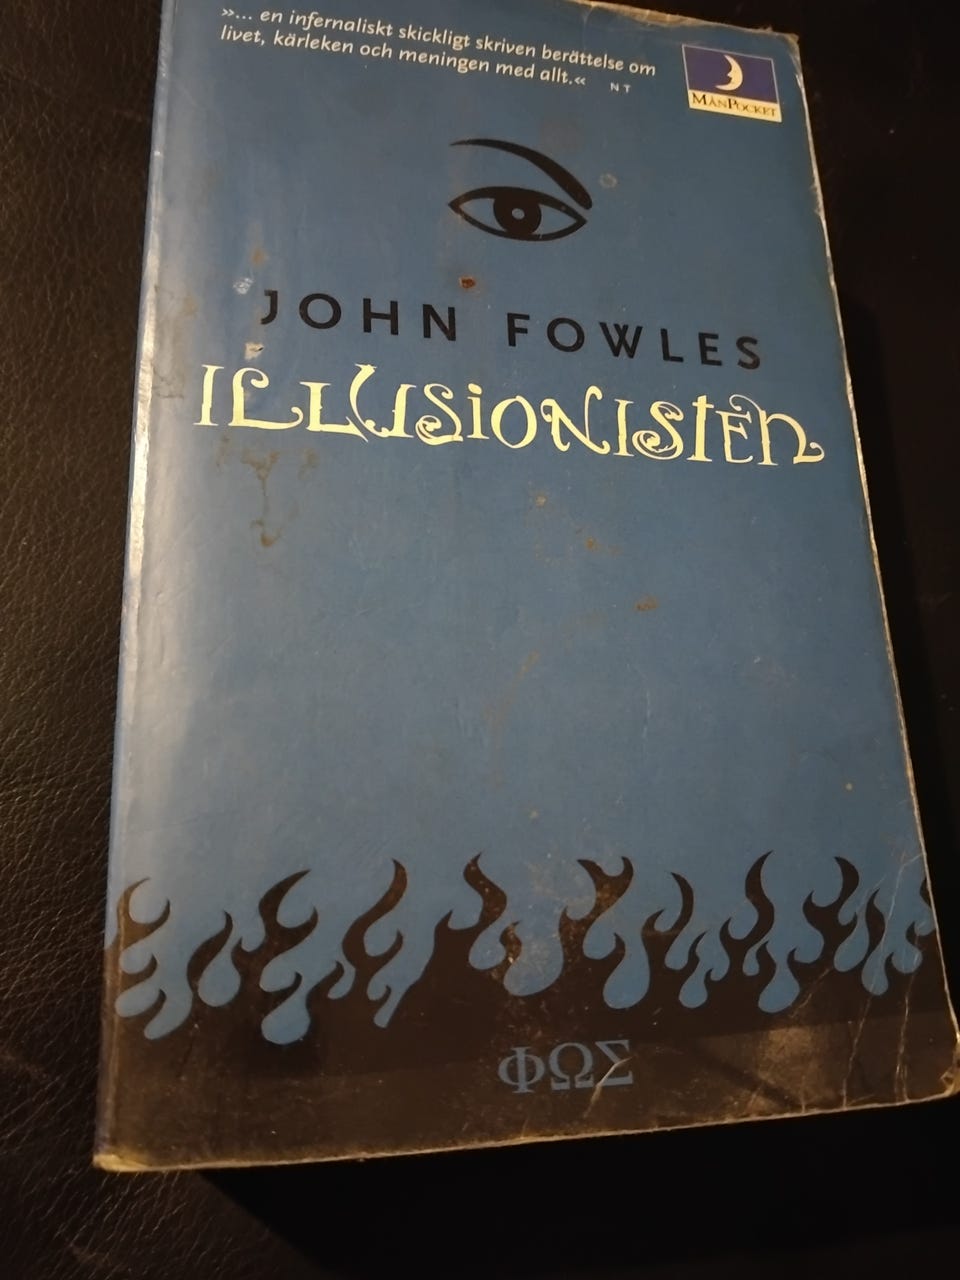 »... en infernaliskt skickligt skriven berättelse om
livet, kärleken och meningen med allt.« NT
MÅNPOCKET
JOHN FOWLES
ILLUSIONISTEN
ΦΩΣ